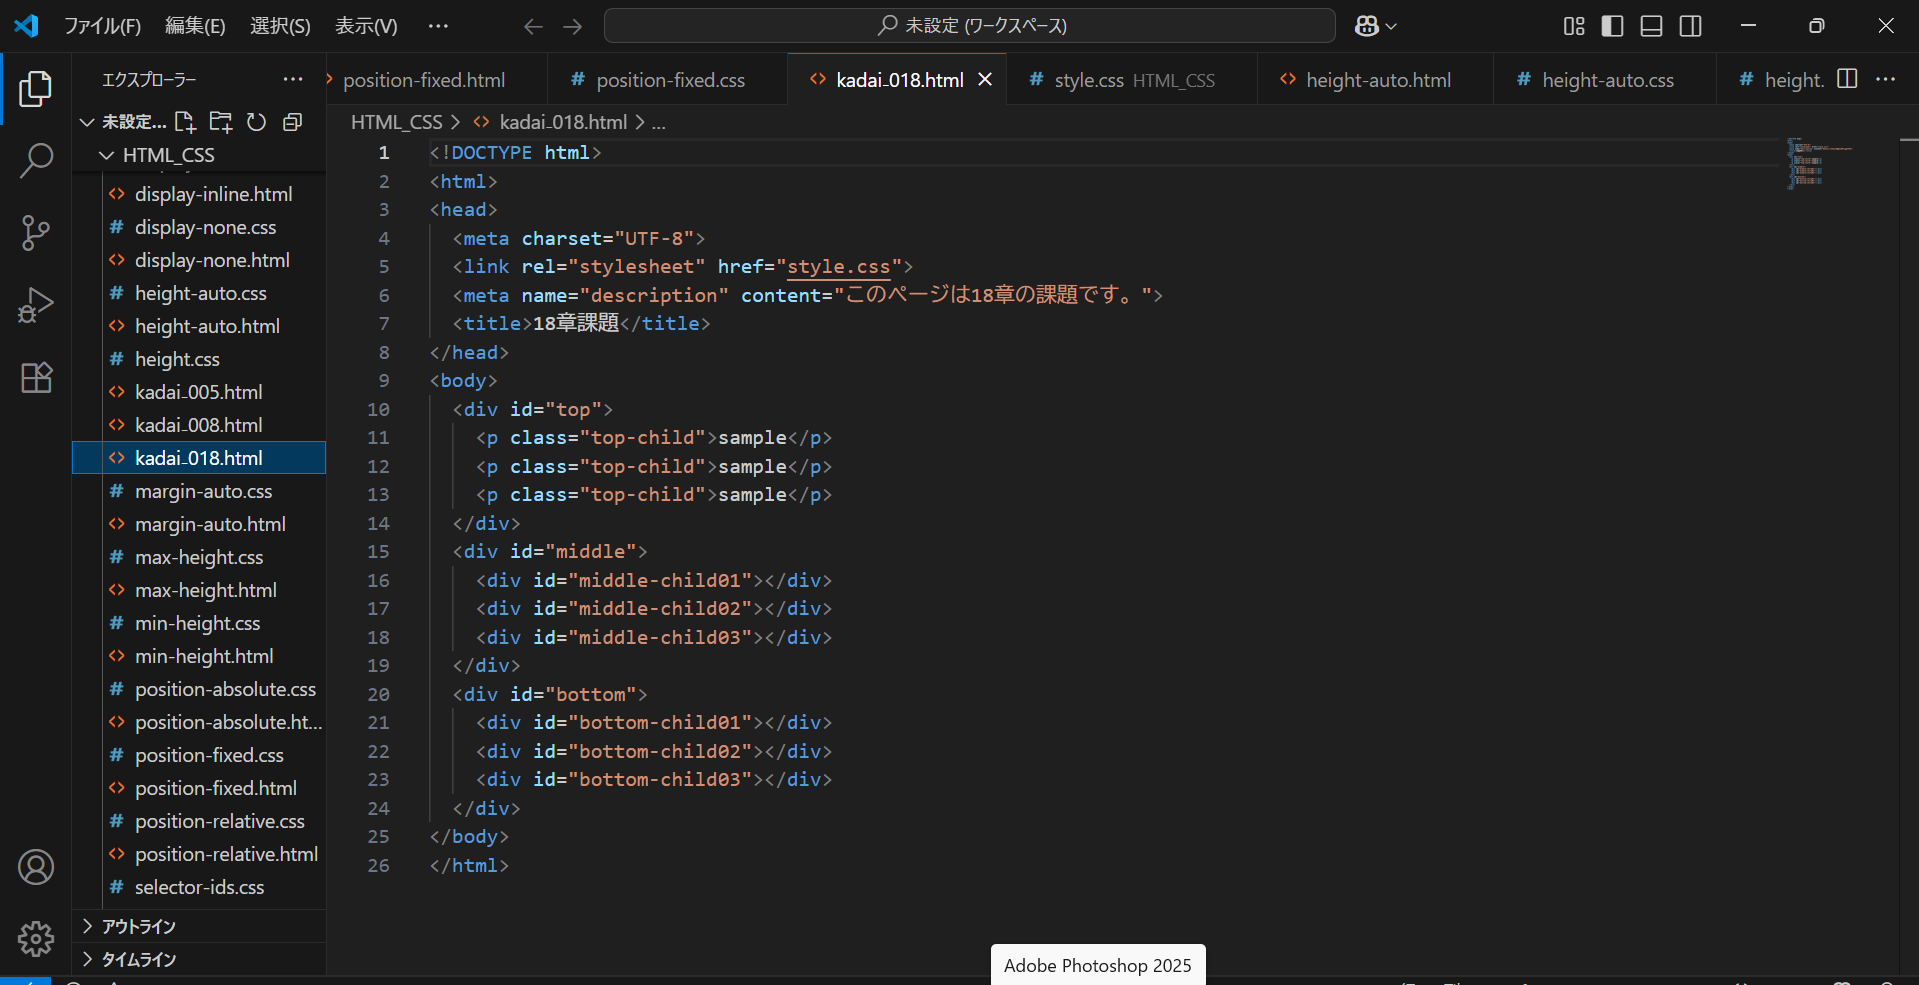 ファイル(F) 編集(E) 選択(S) 表示(V) ··· 未設定 (ワークスペース)
エクスプローラー ···
position-fixed.html # position-fixed.css <> kadai_018.html # style.css HTML_CSS <> height-auto.html # height-auto.css # height. ···
未設定...
HTML_CSS
HTML_CSS > <> kadai_018.html > ...
<> display-inline.html
# display-none.css
<> display-none.html
# height-auto.css
<> height-auto.html
# height.css
<> kadai_005.html
<> kadai_008.html
<> kadai_018.html
# margin-auto.css
<> margin-auto.html
# max-height.css
<> max-height.html
# min-height.css
<> min-height.html
# position-absolute.css
<> position-absolute.ht...
# position-fixed.css
<> position-fixed.html
# position-relative.css
<> position-relative.html
# selector-ids.css
アウトライン
タイムライン
1 <!DOCTYPE html>
2 <html>
3 <head>
4 <meta charset="UTF-8">
5 <link rel="stylesheet" href="style.css">
6 <meta name="description" content="このページは18章の課題です。">
7 <title>18章課題</title>
8 </head>
9 <body>
10 <div id="top">
11 <p class="top-child">sample</p>
12 <p class="top-child">sample</p>
13 <p class="top-child">sample</p>
14 </div>
15 <div id="middle">
16 <div id="middle-child01"></div>
17 <div id="middle-child02"></div>
18 <div id="middle-child03"></div>
19 </div>
20 <div id="bottom">
21 <div id="bottom-child01"></div>
22 <div id="bottom-child02"></div>
23 <div id="bottom-child03"></div>
24 </div>
25 </body>
26 </html>
Adobe Photoshop 2025